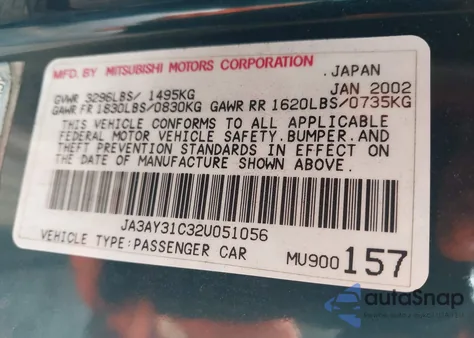 MFD. BY MITSUBISHI MOTORS CORPORATION .JAPAN
GVWR 3296LBS/ 1495KG JAN 2002
GAWR FR 1830LBS/0830KG GAWR RR 1620LBS/0735KG
THIS VEHICLE CONFORMS TO ALL APPLICABLE
FEDERAL MOTOR VEHICLE SAFETY.BUMPER.AND
THEFT PREVENTION STANDARDS IN EFFECT ON
THE DATE OF MANUFACTURE SHOWN ABOVE.
JA3AY31C32U051056
VEHICLE TYPE:PASSENGER CAR MU900157
autoSnap